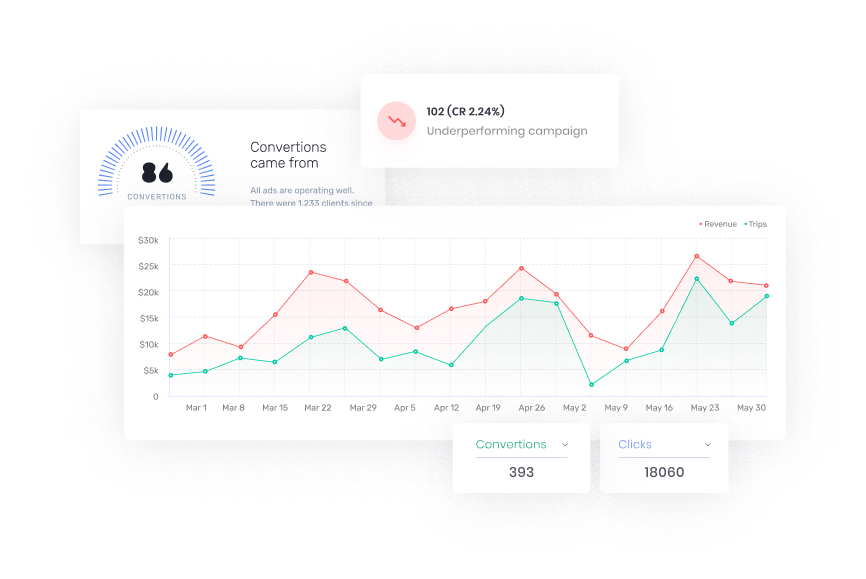 102 (CR 2.24%)
Underperforming campaign
Convertions
came from
86
CONVERTIONS
All ads are operating well.
There were 1,233 clients since
Revenue Trips
$30k
$25k
$20k
$15k
$10k
$5k
0
Mar 1 Mar 8 Mar 15 Mar 22 Mar 29 Apr 5 Apr 12 Apr 19 Apr 26 May 2 May 9 May 16 May 23 May 30
Convertions
393
Clicks
18060